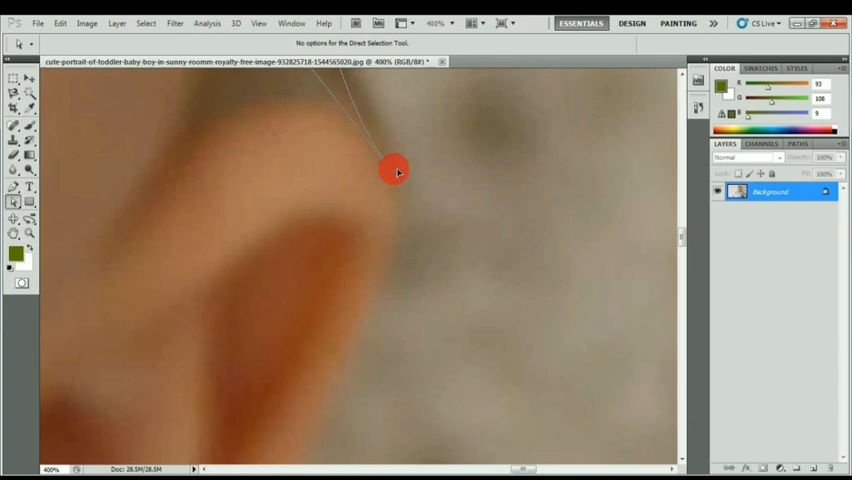 PS File Edit Image Layer Select Filter Analysis 3D View Window Help Br Mb 400% ESSENTIALS DESIGN PAINTING CS Live
No options for the Direct Selection Tool.
cute-portrait-of-toddler-baby-boy-in-sunny-roomm-royalty-free-image-932825718-1544565020.jpg @ 400% (RGB/8#) *
COLOR SWATCHES STYLES
R 93
G 108
B 9
LAYERS CHANNELS PATHS
Normal Opacity: 100%
Lock: Fill: 100%
Background
400% Doc: 28.5M/28.5M